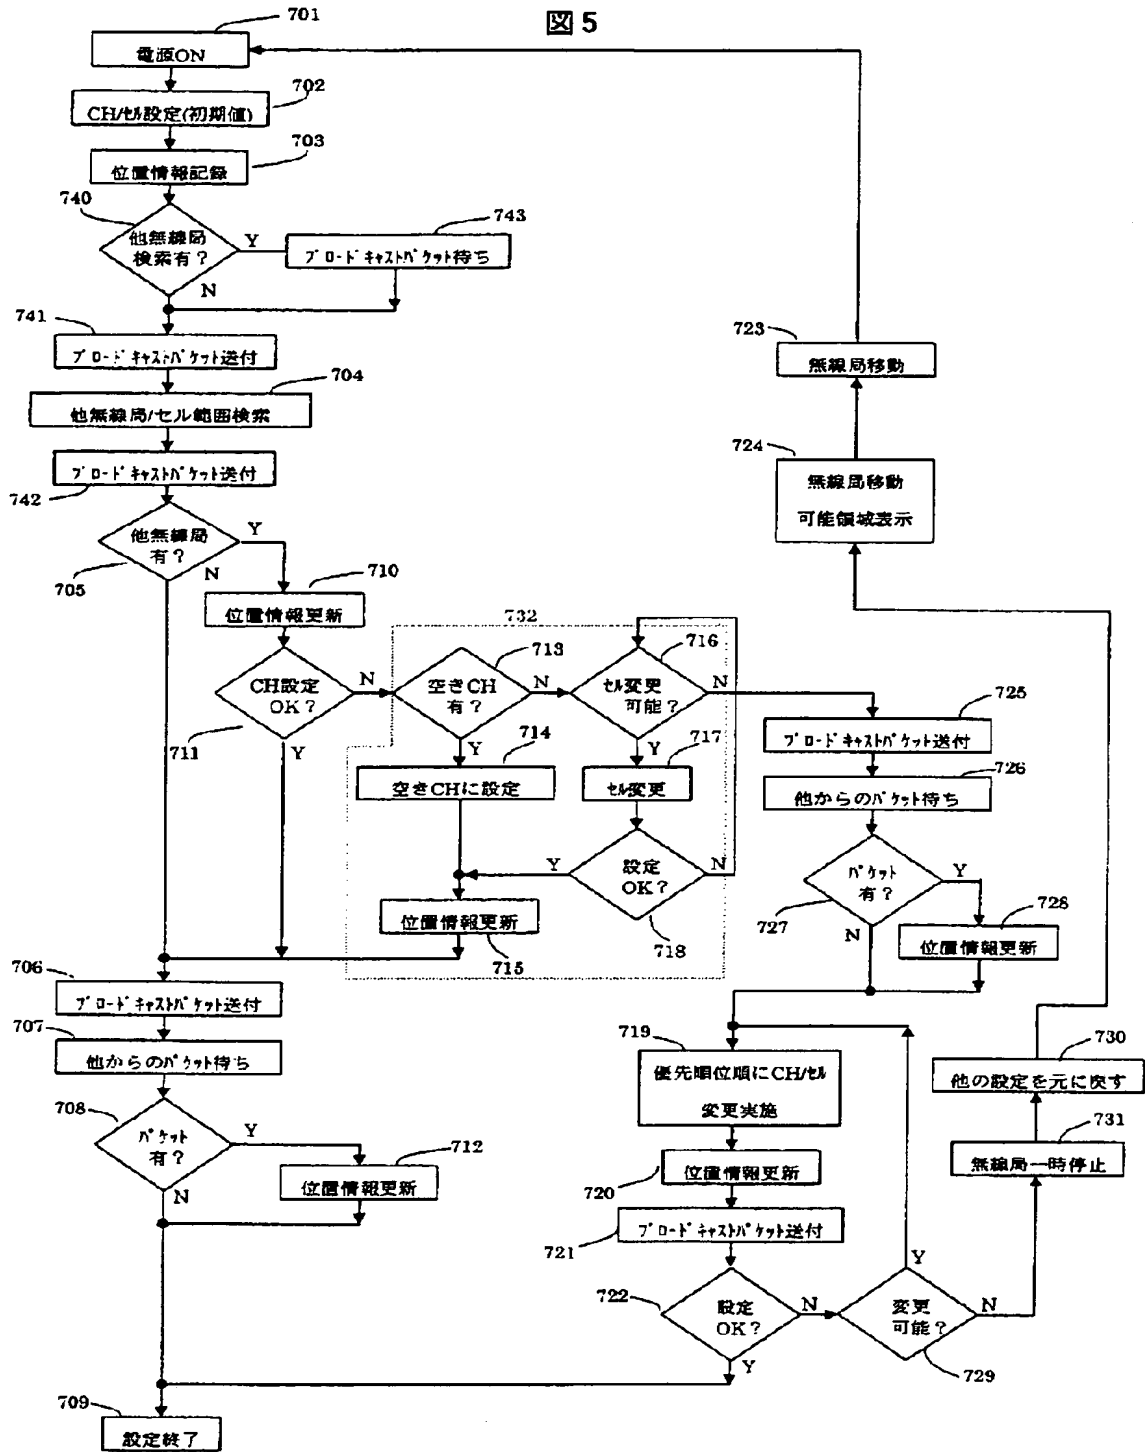 図5
701
電源ON
702
CH/ｾﾙ設定(初期値)
703
位置情報記録
740
他無線局
検索有？
Y
N
743
ﾌﾞﾛｰﾄﾞｷｬｽﾄﾊﾟｹｯﾄ待ち
741
ﾌﾞﾛｰﾄﾞｷｬｽﾄﾊﾟｹｯﾄ送付
704
他無線局/セル範囲検索
ﾌﾞﾛｰﾄﾞｷｬｽﾄﾊﾟｹｯﾄ送付
742
他無線局
有？
Y
N
705
710
位置情報更新
CH設定
OK？
N
Y
711
732
713
空きCH
有？
N
Y
714
空きCHに設定
位置情報更新
715
716
ｾﾙ変更
可能？
N
Y
717
ｾﾙ変更
設定
OK？
Y
N
718
723
無線局移動
724
無線局移動
可能領域表示
725
ﾌﾞﾛｰﾄﾞｷｬｽﾄﾊﾟｹｯﾄ送付
726
他からのﾊﾟｹｯﾄ待ち
ﾊﾟｹｯﾄ
有？
Y
N
727
728
位置情報更新
706
ﾌﾞﾛｰﾄﾞｷｬｽﾄﾊﾟｹｯﾄ送付
707
他からのﾊﾟｹｯﾄ待ち
708
ﾊﾟｹｯﾄ
有？
Y
N
712
位置情報更新
719
優先順位順にCH/ｾﾙ
変更実施
720
位置情報更新
721
ﾌﾞﾛｰﾄﾞｷｬｽﾄﾊﾟｹｯﾄ送付
722
設定
OK？
N
Y
変更
可能？
Y
N
729
730
他の設定を元に戻す
731
無線局一時停止
709
設定終了